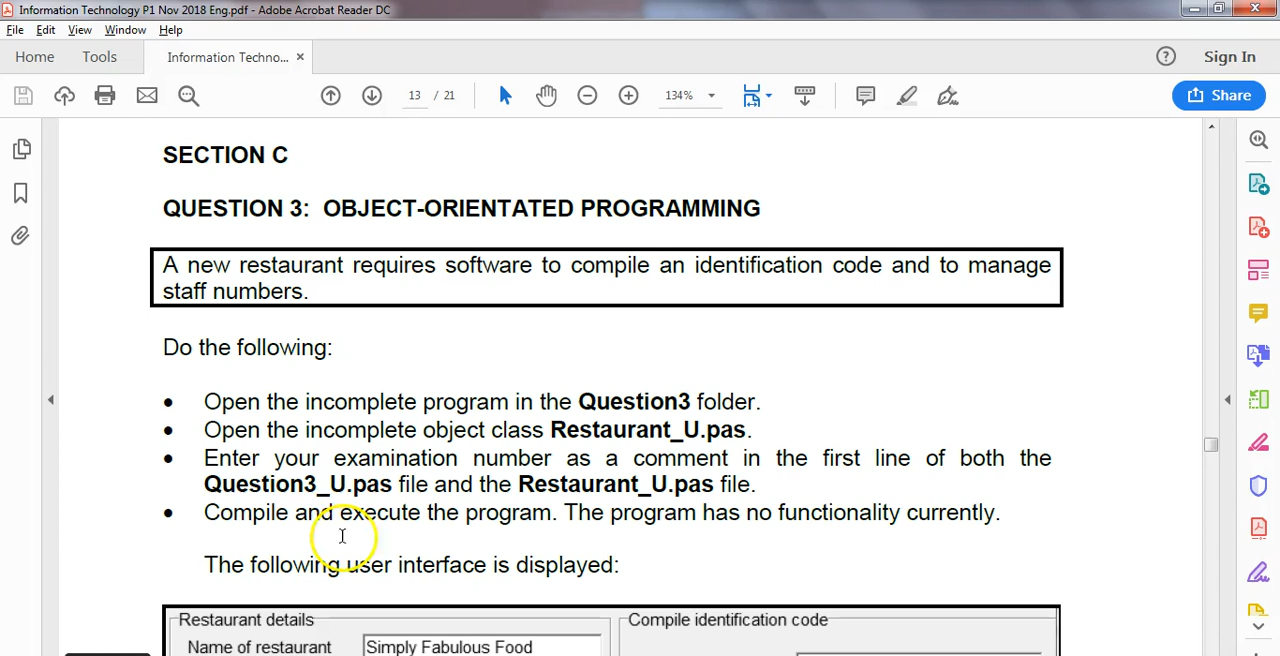 Information Technology P1 Nov 2018 Eng.pdf - Adobe Acrobat Reader DC
File Edit View Window Help
Home Tools Information Techno... × ? Sign In
13 / 21 134% Share
SECTION C
QUESTION 3: OBJECT-ORIENTATED PROGRAMMING
A new restaurant requires software to compile an identification code and to manage
staff numbers.
Do the following:
• Open the incomplete program in the Question3 folder.
• Open the incomplete object class Restaurant_U.pas.
• Enter your examination number as a comment in the first line of both the
Question3_U.pas file and the Restaurant_U.pas file.
• Compile and execute the program. The program has no functionality currently.
The following user interface is displayed:
Restaurant details Compile identification code
Name of restaurant Simply Fabulous Food